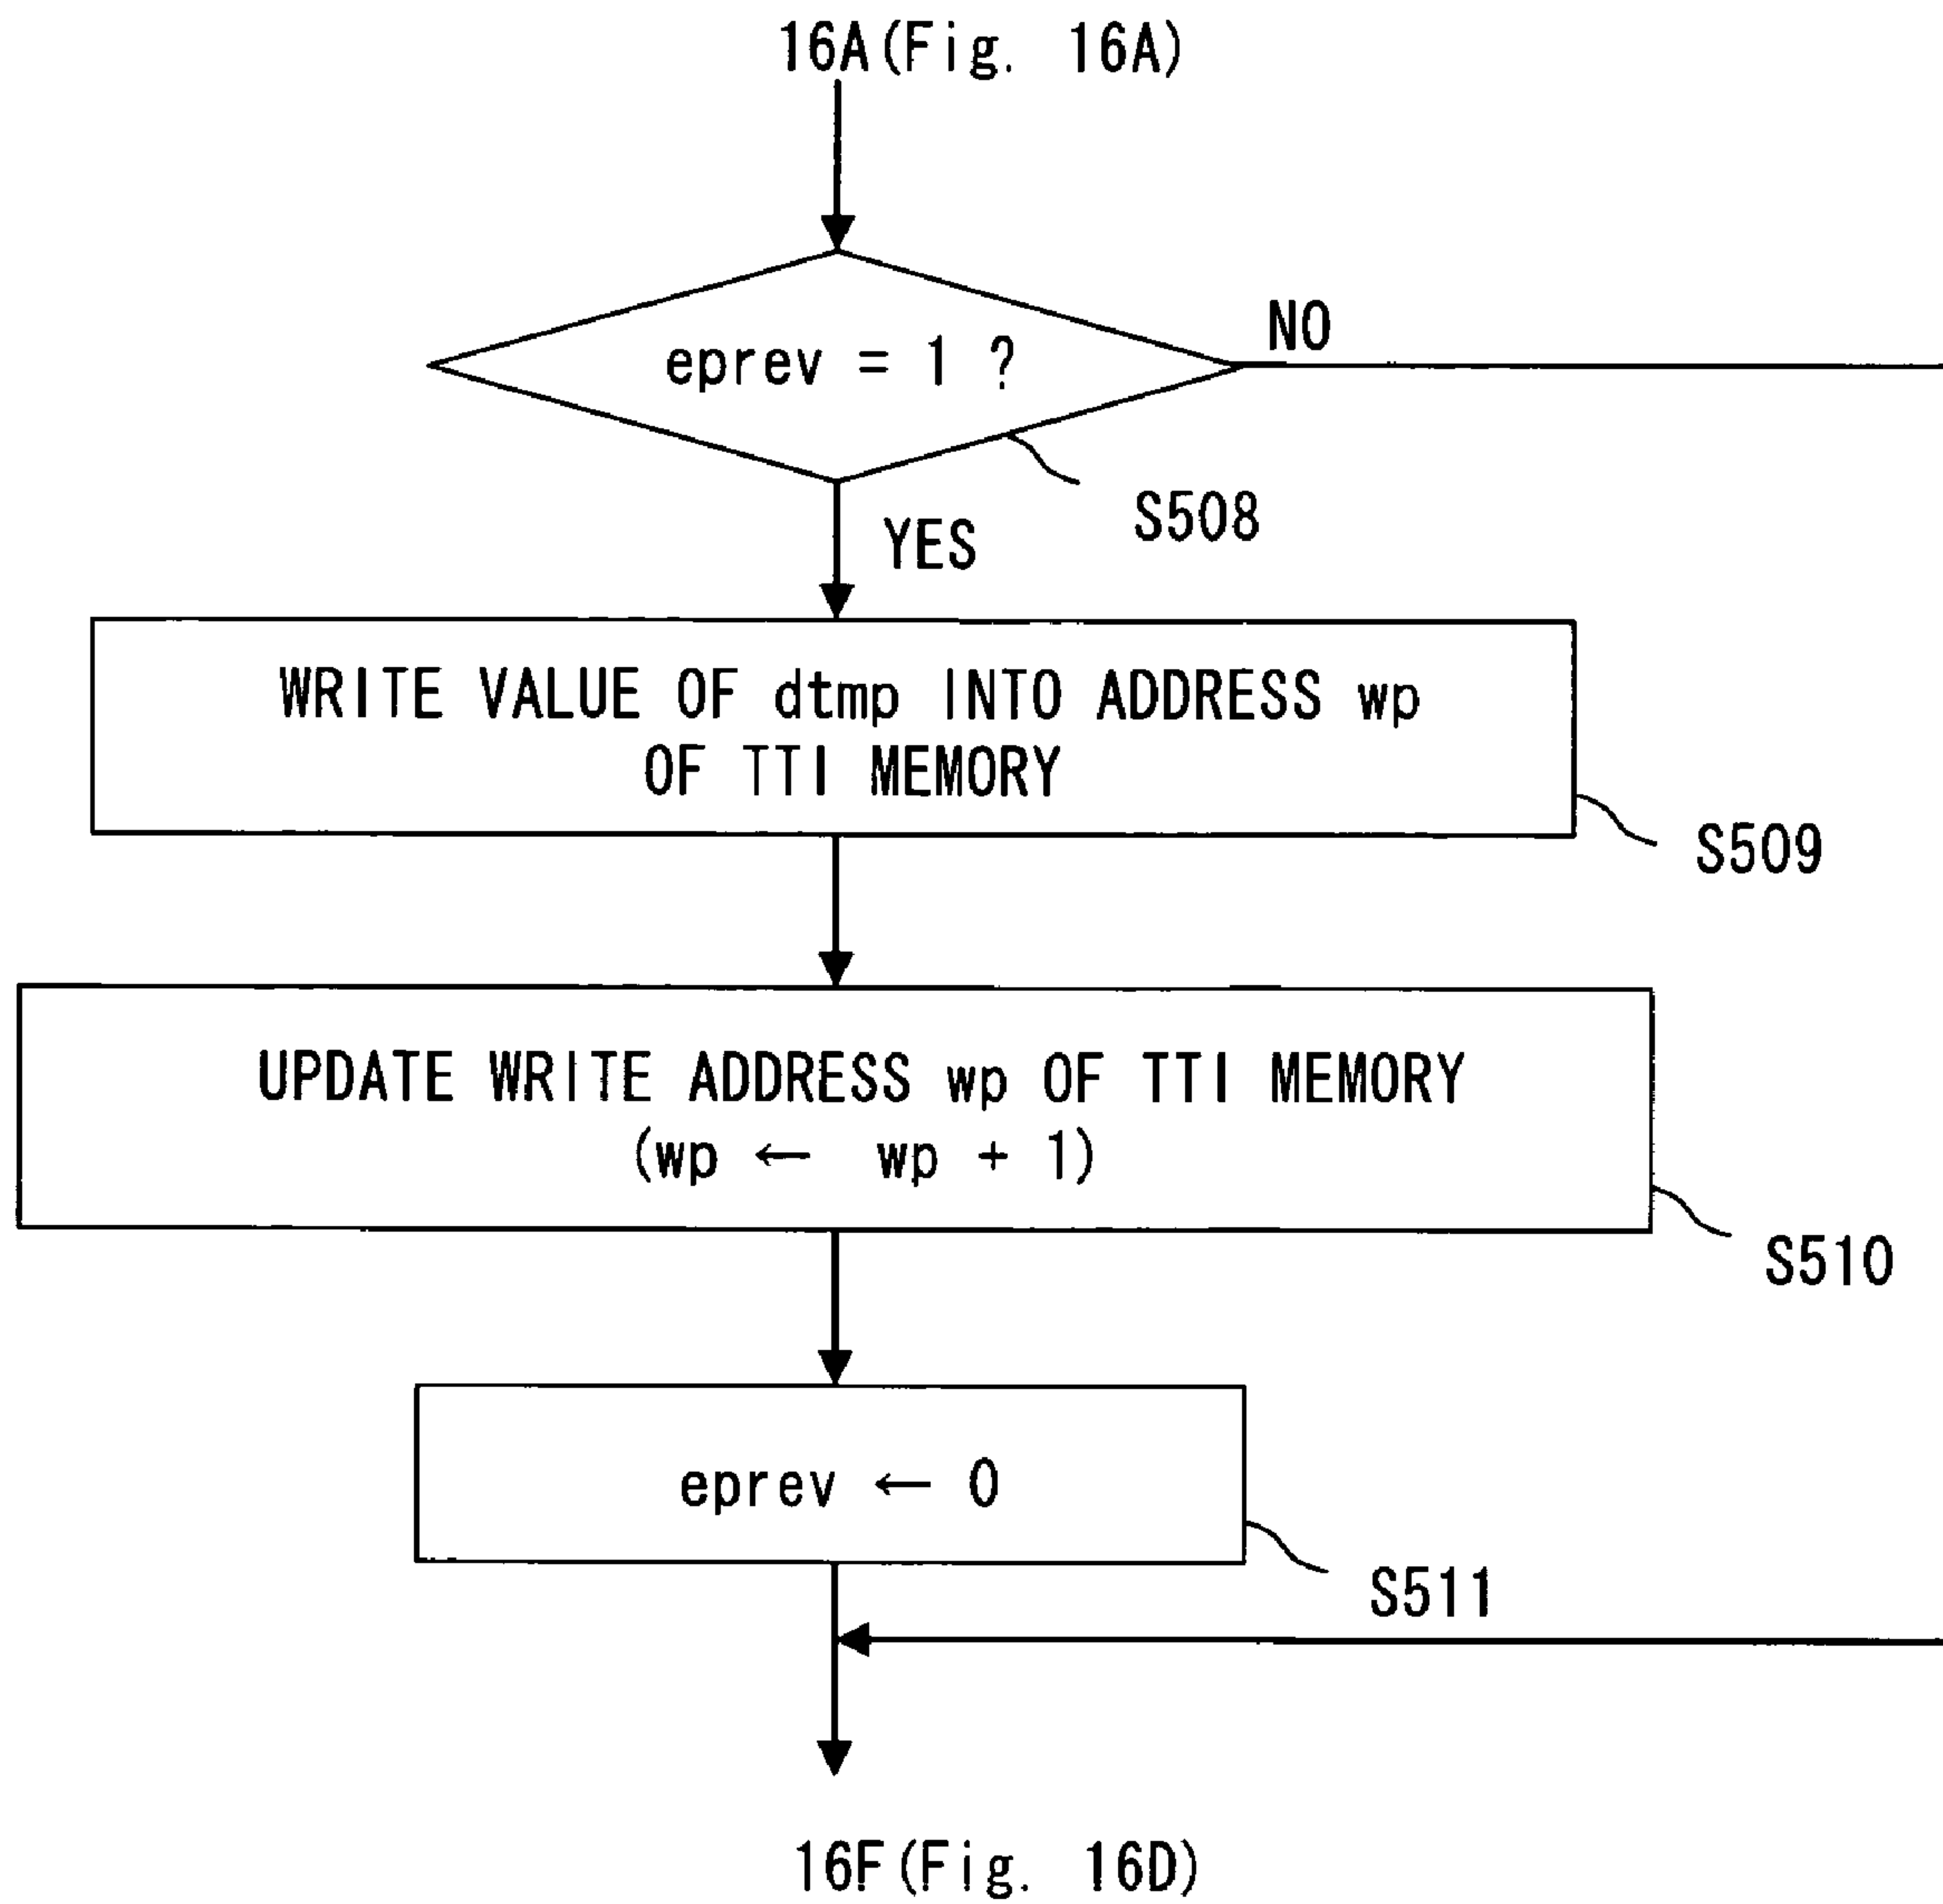 16A(Fig. 16A)
eprev = 1 ?
NO
S508
YES
WRITE VALUE OF dtmp INTO ADDRESS wp
OF TTI MEMORY
S509
UPDATE WRITE ADDRESS wp OF TTI MEMORY
(wp ← wp + 1)
S510
eprev ← 0
S511
16F(Fig. 16D)